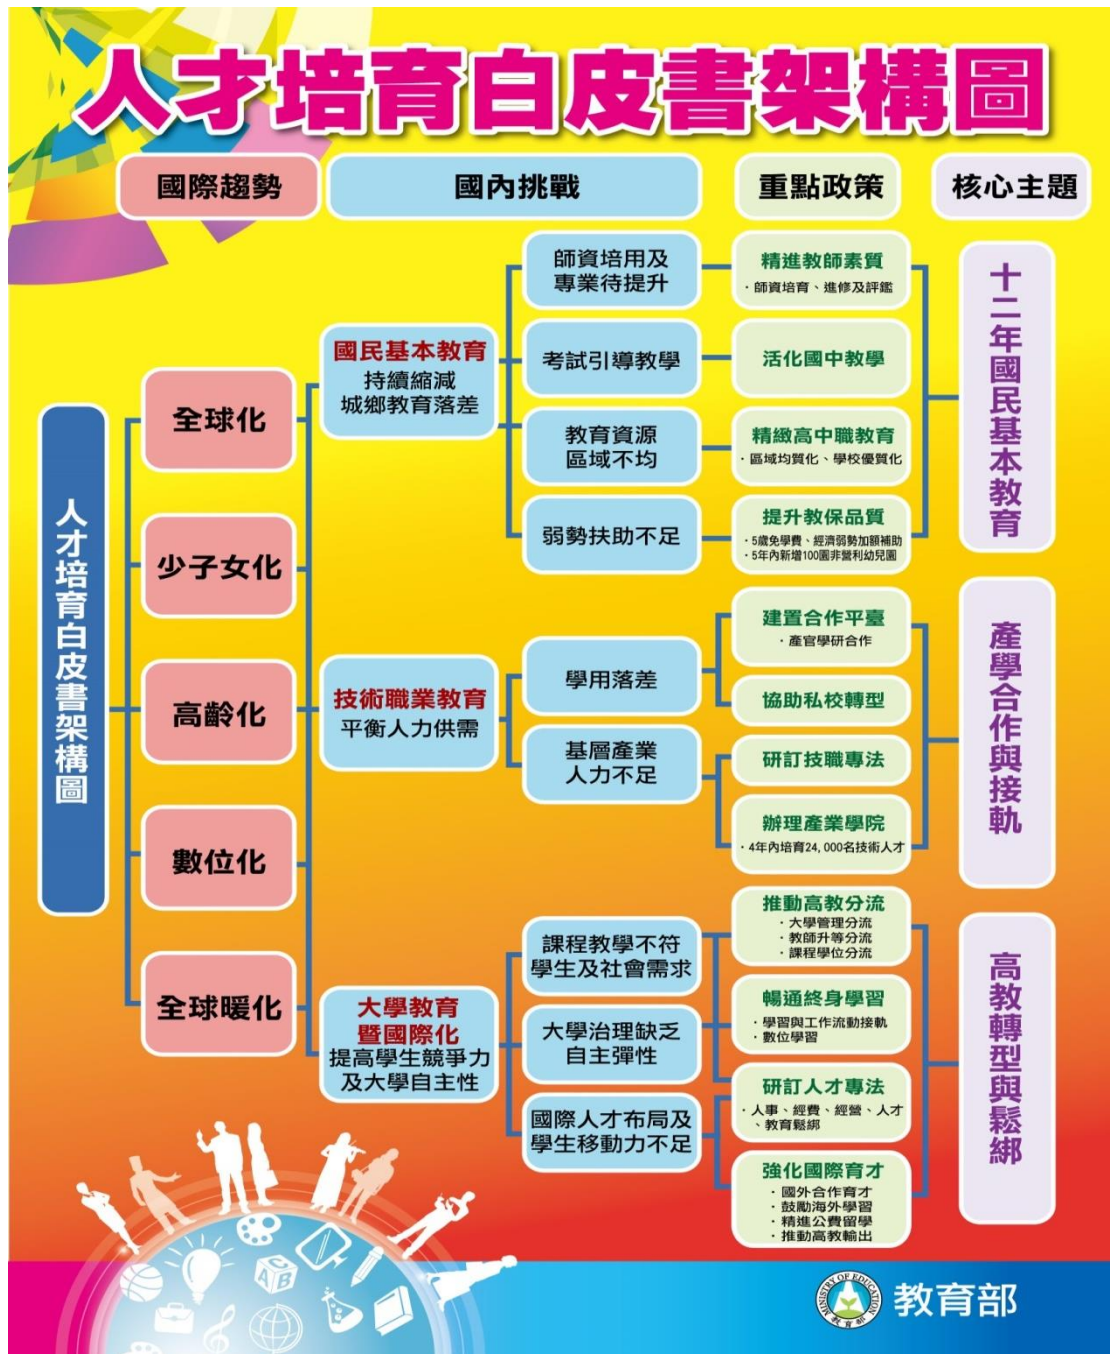 人才培育白皮書架構圖
國際趨勢
國內挑戰
重點政策
核心主題
人才培育白皮書架構圖
全球化
少子女化
高齡化
數位化
全球暖化
國民基本教育
持續縮減
城鄉教育落差
師資培用及
專業待提升
考試引導教學
教育資源
區域不均
弱勢扶助不足
精進教師素質
·師資培育、進修及評鑑
活化國中教學
精緻高中職教育
·區域均質化、學校優質化
提升教保品質
·5歲免學費、經濟弱勢加額補助
·5年內新增100園非營利幼兒園
十二年國民基本教育
技術職業教育
平衡人力供需
學用落差
基層產業
人力不足
建置合作平臺
·產官學研合作
協助私校轉型
研訂技職專法
辦理產業學院
·4年內培育24,000名技術人才
產學合作與接軌
大學教育
暨國際化
提高學生競爭力
及大學自主性
課程教學不符
學生及社會需求
大學治理缺乏
自主彈性
國際人才布局及
學生移動力不足
推動高教分流
·大學管理分流
·教師升等分流
·課程學位分流
暢通終身學習
·學習與工作流動接軌
·數位學習
研訂人才專法
·人事、經費、經營、人才
、教育鬆綁
強化國際育才
·國外合作育才
·鼓勵海外學習
·精進公費留學
·推動高教輸出
高教轉型與鬆綁
ABC
MINISTRY OF EDUCATION
教育部
教育部